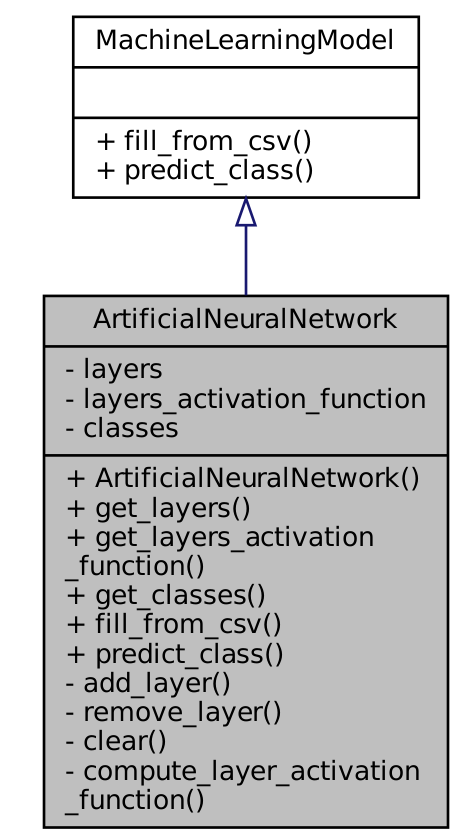 MachineLearningModel
+ fill_from_csv()
+ predict_class()
ArtificialNeuralNetwork
- layers
- layers_activation_function
- classes
+ ArtificialNeuralNetwork()
+ get_layers()
+ get_layers_activation
_function()
+ get_classes()
+ fill_from_csv()
+ predict_class()
- add_layer()
- remove_layer()
- clear()
- compute_layer_activation
_function()